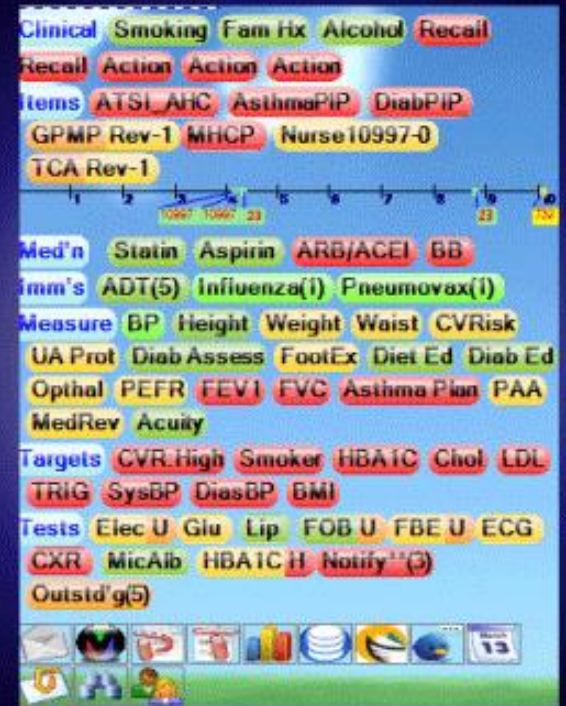 Clinical Smoking Fam Hx Alcohol Recall
Recall Action Action Action
Items ATSI_AHC AsthmaPIP DiabPIP
GPMP Rev-1 MHCP Nurse10997-0
TCA Rev-1
1 2 3 4 5 6 7 8 9 10
10997 10997 23 23 721
Med'n Statin Aspirin ARB/ACEI BB
Imm's ADT(5) Influenza(1) Pneumovax(1)
Measure BP Height Weight Waist CVRisk
UA Prot Diab Assess FootEx Diet Ed Diab Ed
Opthal PEFR FEV1 FVC Asthma Plan PAA
MedRev Acuity
Targets CVR.High Smoker HBA1C Chol LDL
TRIG SysBP DiasBP BMI
Tests Elec U Glu Lip FOB U FBE U ECG
CXR MicAlb HBA1C H Notify**(3)
Outstd'g(5)
March
13